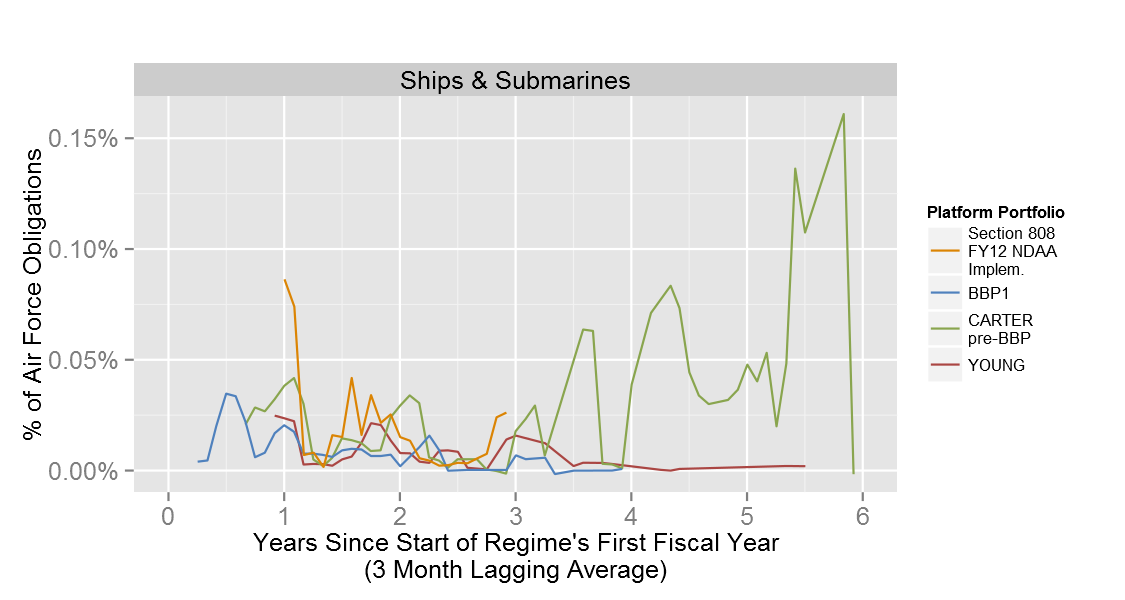 Ships & Submarines
% of Air Force Obligations
0.15%
0.10%
0.05%
0.00%
0 1 2 3 4 5 6
Years Since Start of Regime's First Fiscal Year
(3 Month Lagging Average)
Platform Portfolio
Section 808
FY12 NDAA
Implem.
BBP1
CARTER
pre-BBP
YOUNG